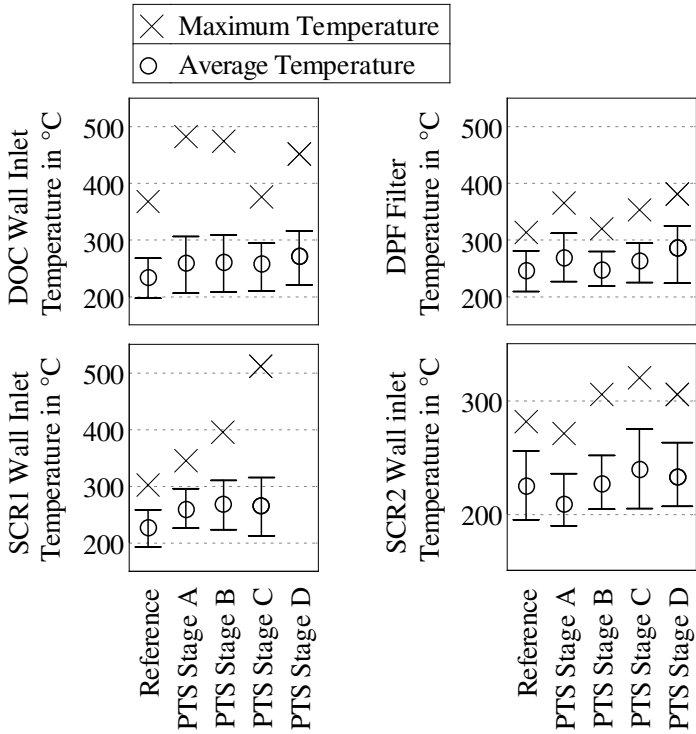 Maximum Temperature
Average Temperature
DOC Wall Inlet
Temperature in °C
500
400
300
200
DPF Filter
Temperature in °C
500
400
300
200
SCR1 Wall Inlet
Temperature in °C
500
400
300
200
SCR2 Wall inlet
Temperature in °C
300
200
Reference
PTS Stage A
PTS Stage B
PTS Stage C
PTS Stage D
Reference
PTS Stage A
PTS Stage B
PTS Stage C
PTS Stage D